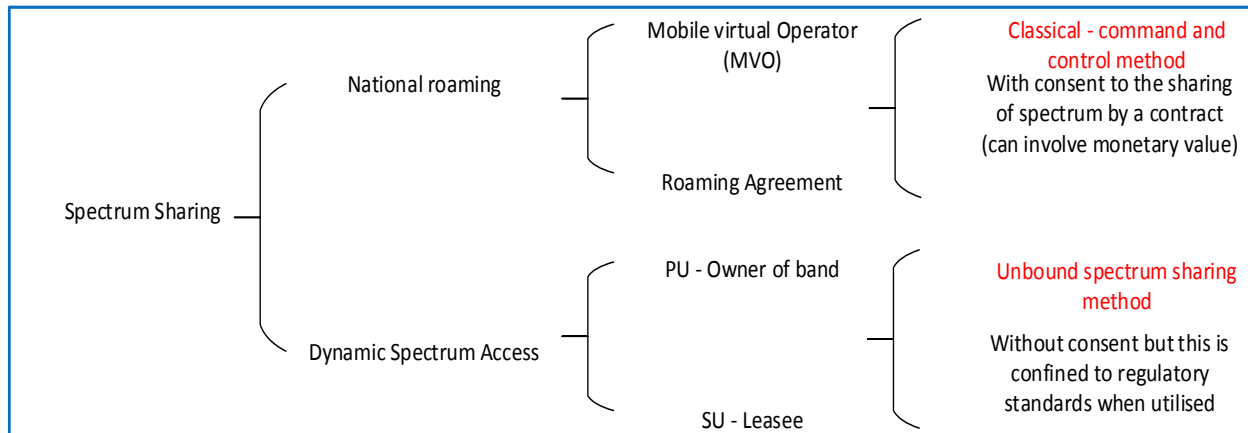 Spectrum Sharing
National roaming
Mobile virtual Operator
(MVO)
Roaming Agreement
Classical - command and
control method
With consent to the sharing
of spectrum by a contract
(can involve monetary value)
Dynamic Spectrum Access
PU - Owner of band
SU - Leasee
Unbound spectrum sharing
method
Without consent but this is
confined to regulatory
standards when utilised